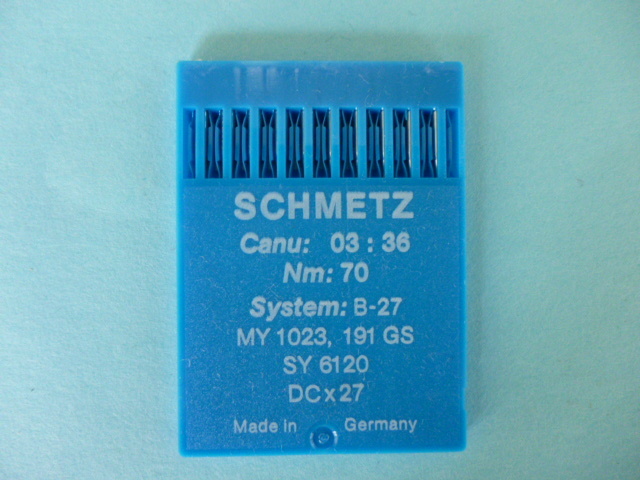 SCHMETZ
Canu: 03 : 36
Nm: 70
System: B-27
MY 1023, 191 GS
SY 6120
DC x 27
Made in Germany